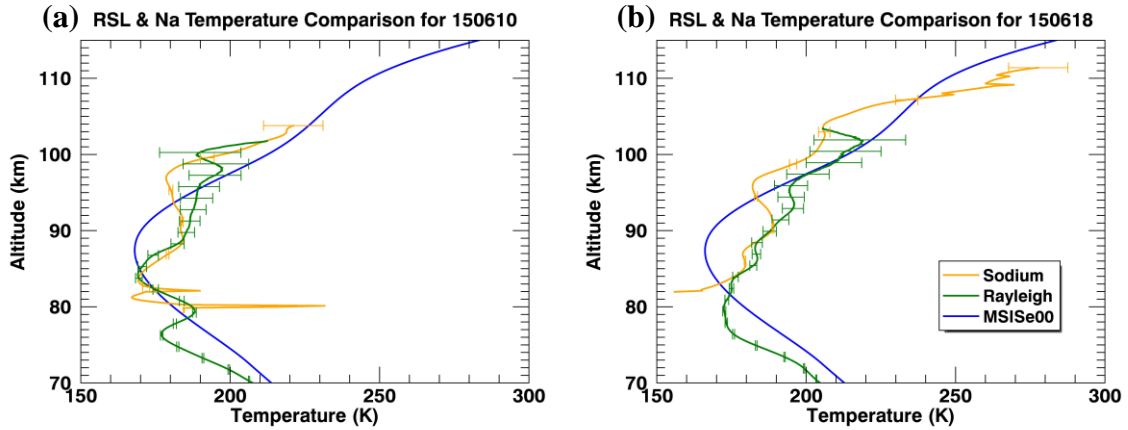 (a) RSL & Na Temperature Comparison for 150610
110
100
90
80
70
Altitude (km)
150 200 250 300
Temperature (K)
(b) RSL & Na Temperature Comparison for 150618
110
100
90
80
70
Altitude (km)
Sodium
Rayleigh
MSISe00
150 200 250 300
Temperature (K)